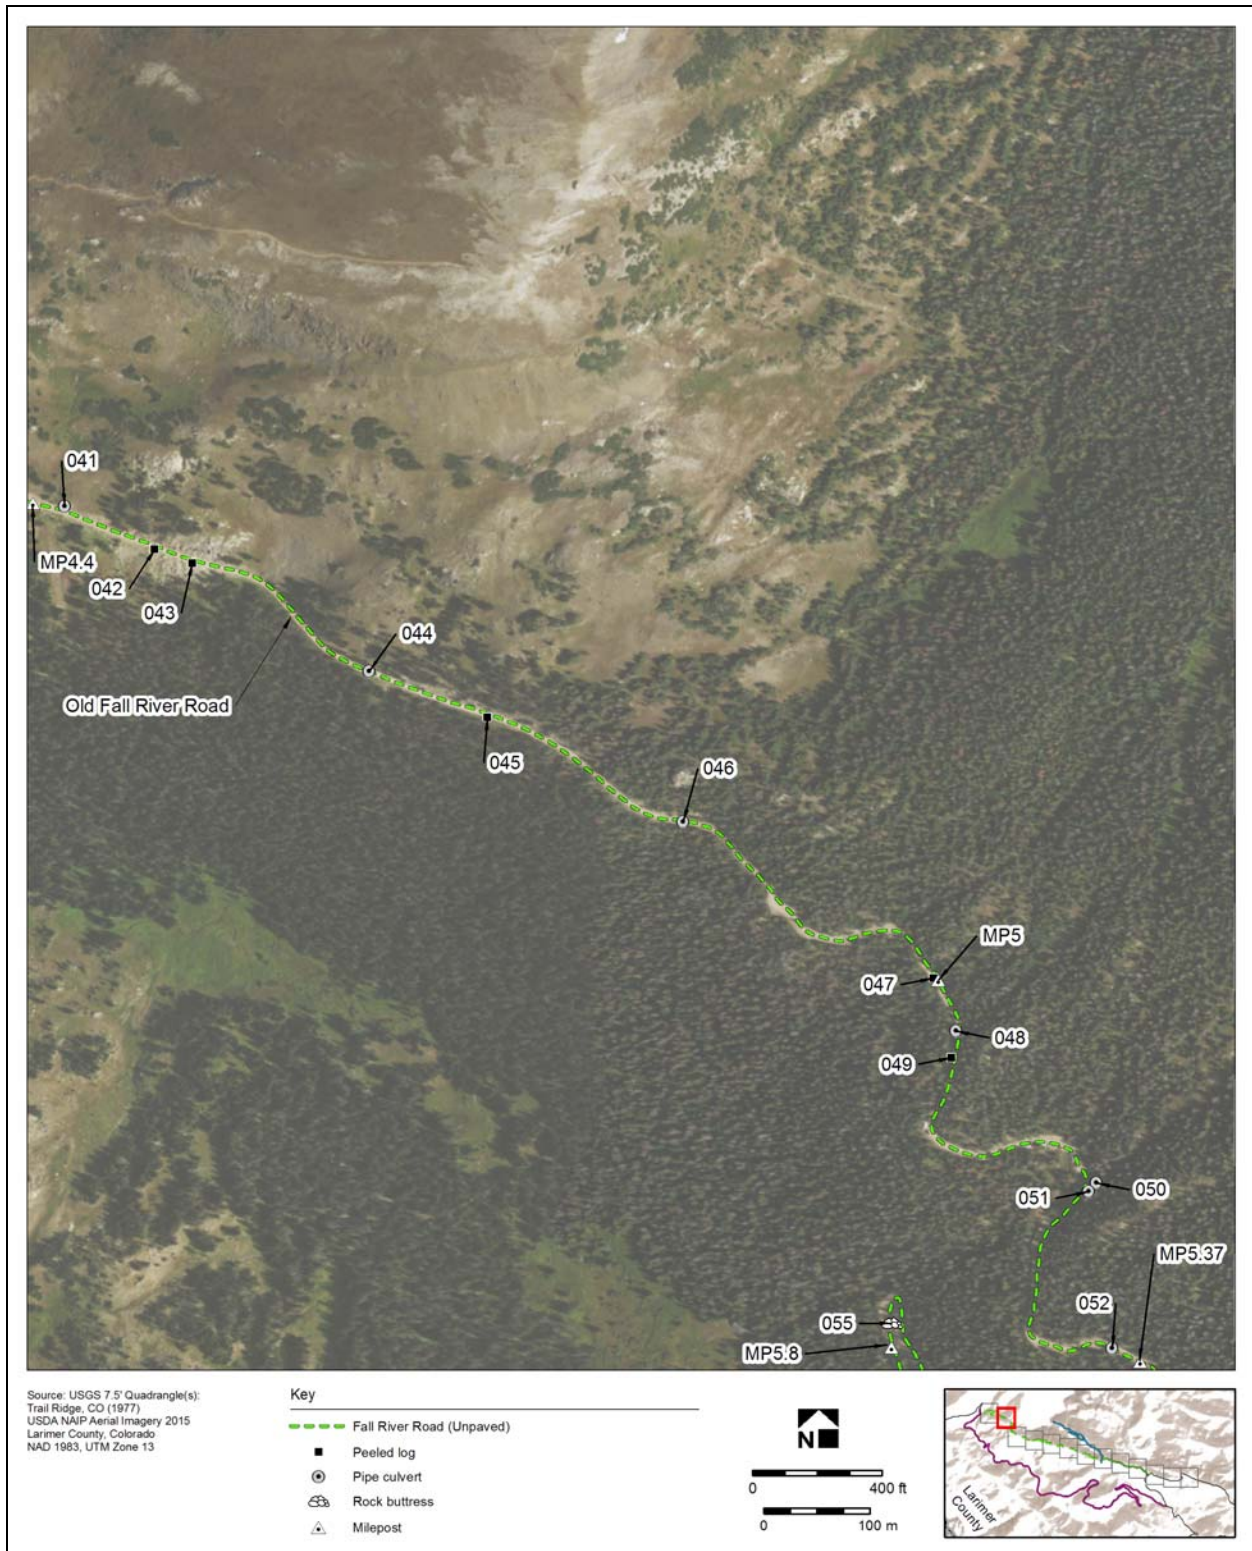 041
MP4.4
042
043
044
Old Fall River Road
045
046
MP5
047
048
049
050
051
MP5.37
052
055
MP5.8
Source: USGS 7.5' Quadrangle(s):
Trail Ridge, CO (1977)
USDA NAIP Aerial Imagery 2015
Larimer County, Colorado
NAD 1983, UTM Zone 13
Key
Fall River Road (Unpaved)
Peeled log
Pipe culvert
Rock buttress
Milepost
N
0 400 ft
0 100 m
Larimer
County